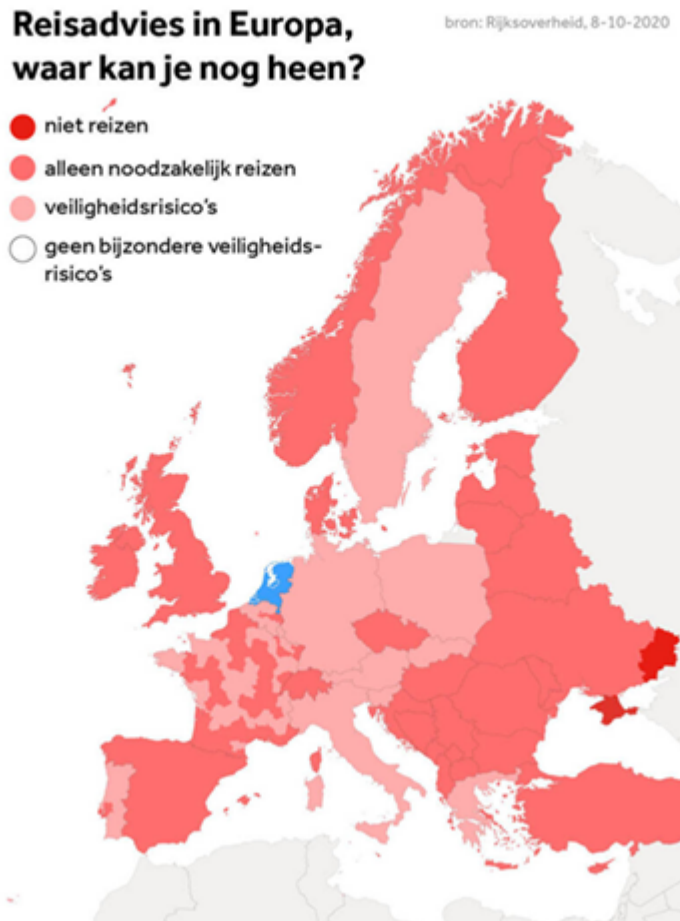 Reisadvies in Europa,
waar kan je nog heen?
bron: Rijksoverheid, 8-10-2020
niet reizen
alleen noodzakelijk reizen
veiligheidsrisico's
geen bijzondere veiligheids-
risico's